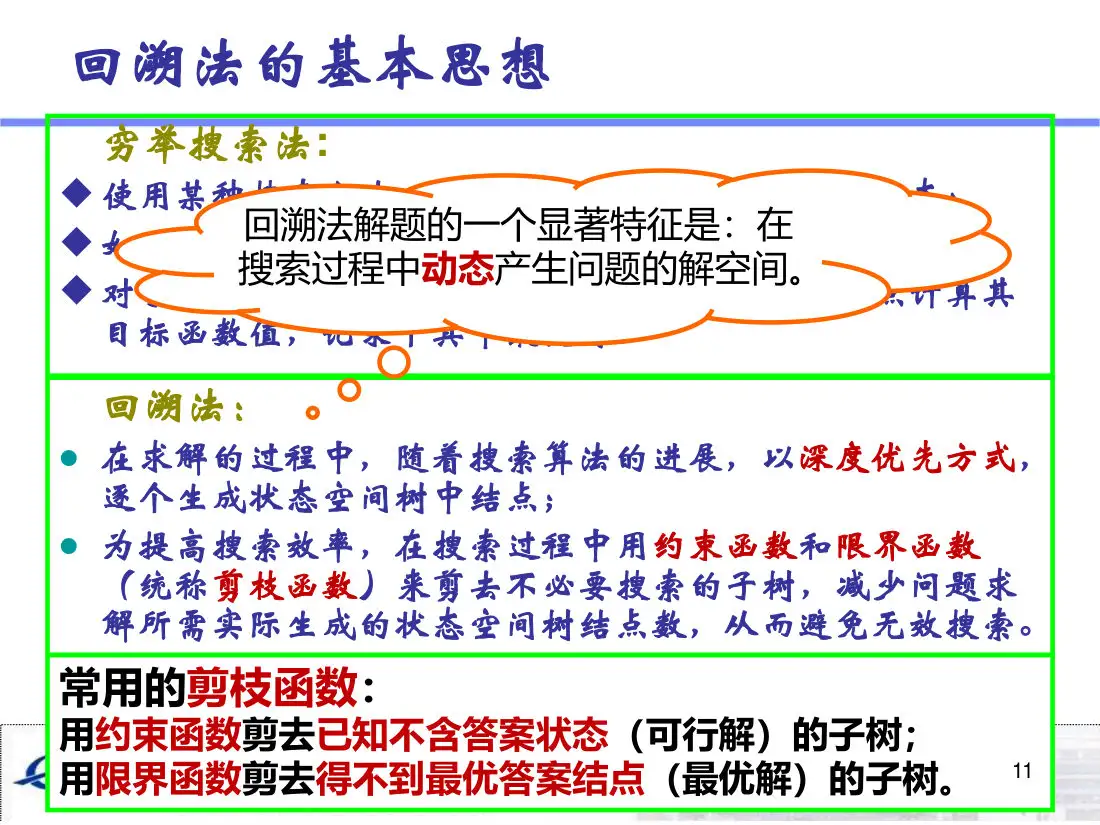 回溯法的基本思想
穷举搜索法：
使用某种
回溯法解题的一个显著特征是：在
搜索过程中动态产生问题的解空间。
对 计算其
目标函数值，记录
回溯法：
在求解的过程中，随着搜索算法的进展，以深度优先方式，
逐个生成状态空间树中结点；
为提高搜索效率，在搜索过程中用约束函数和限界函数
（统称剪枝函数）来剪去不必要搜索的子树，减少问题求
解所需实际生成的状态空间树结点数，从而避免无效搜索。
常用的剪枝函数：
用约束函数剪去已知不含答案状态（可行解）的子树；
用限界函数剪去得不到最优答案结点（最优解）的子树。
11